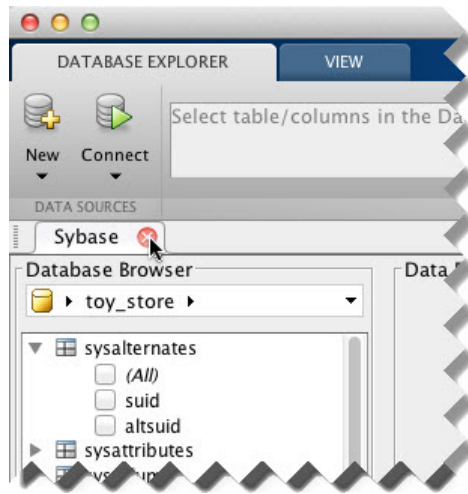 DATABASE EXPLORER
VIEW
Select table/columns in the Da
New
Connect
DATA SOURCES
Sybase
Database Browser
Data
toy_store
sysalternates
(All)
suid
altsuid
sysattributes